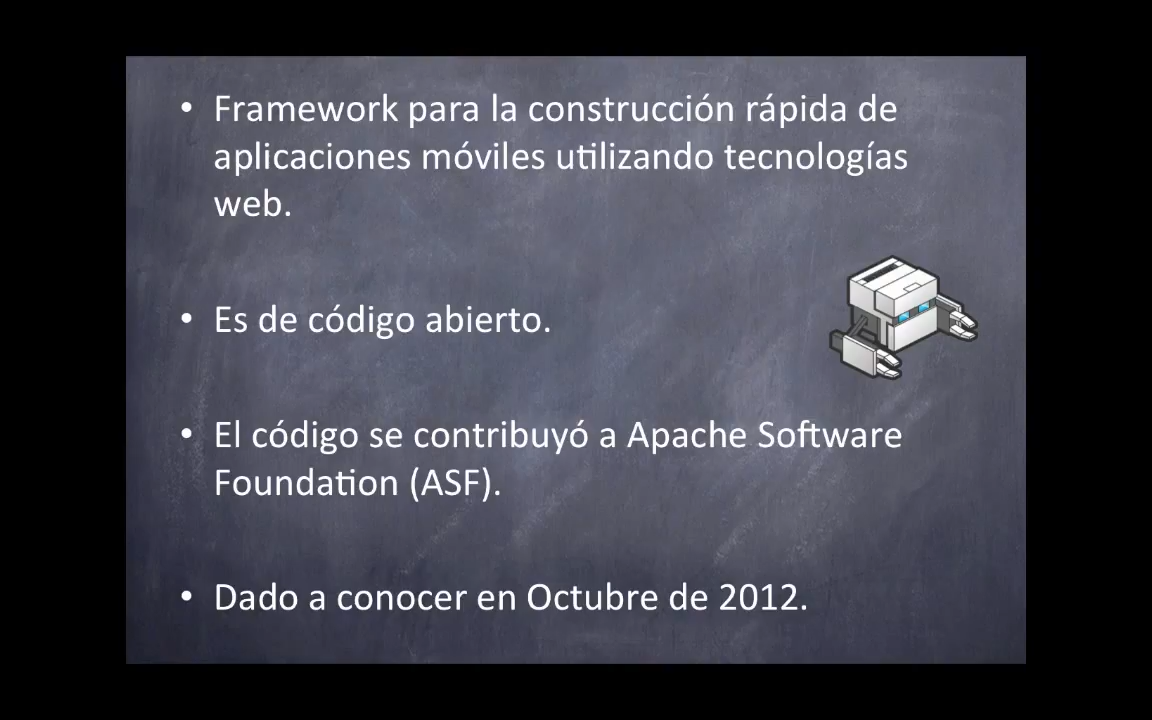 • Framework para la construcción rápida de
aplicaciones móviles utilizando tecnologías
web.
• Es de código abierto.
• El código se contribuyó a Apache Software
Foundation (ASF).
• Dado a conocer en Octubre de 2012.